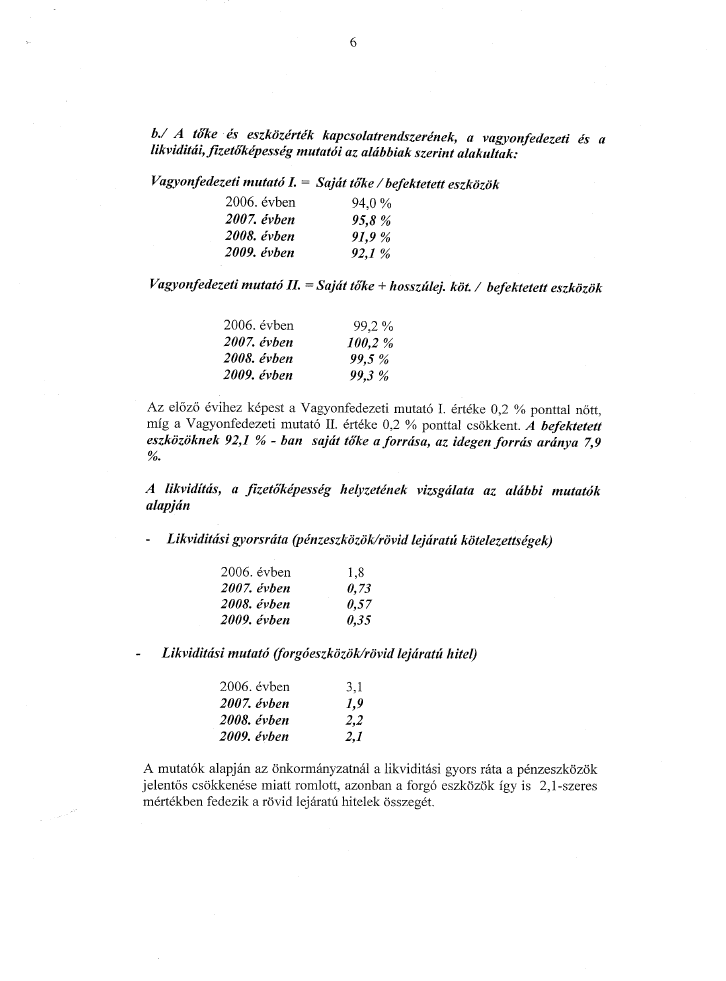 6
b./ A tőke és eszközérték kapcsolatrendszerének, a vagyonfedezeti és a
likviditái, fizetőképesség mutatói az alábbiak szerint alakultak:
Vagyonfedezeti mutató I. = Saját tőke / befektetett eszközök
2006. évben 94,0 %
2007. évben 95,8 %
2008. évben 91,9 %
2009. évben 92,1 %
Vagyonfedezeti mutató II. = Saját tőke + hosszúlej. köt. / befektetett eszközök
2006. évben 99,2 %
2007. évben 100,2 %
2008. évben 99,5 %
2009. évben 99,3 %
Az előző évihez képest a Vagyonfedezeti mutató I. értéke 0,2 % ponttal nőtt,
míg a Vagyonfedezeti mutató II. értéke 0,2 % ponttal csökkent. A befektetett
eszközöknek 92,1 % - ban saját tőke a forrása, az idegen forrás aránya 7,9
%.
A likviditás, a fizetőképesség helyzetének vizsgálata az alábbi mutatók
alapján
- Likviditási gyorsráta (pénzeszközök/rövid lejáratú kötelezettségek)
2006. évben 1,8
2007. évben 0,73
2008. évben 0,57
2009. évben 0,35
- Likviditási mutató (forgóeszközök/rövid lejáratú hitel)
2006. évben 3,1
2007. évben 1,9
2008. évben 2,2
2009. évben 2,1
A mutatók alapján az önkormányzatnál a likviditási gyors ráta a pénzeszközök
jelentős csökkenése miatt romlott, azonban a forgó eszközök így is 2,1-szeres
mértékben fedezik a rövid lejáratú hitelek összegét.